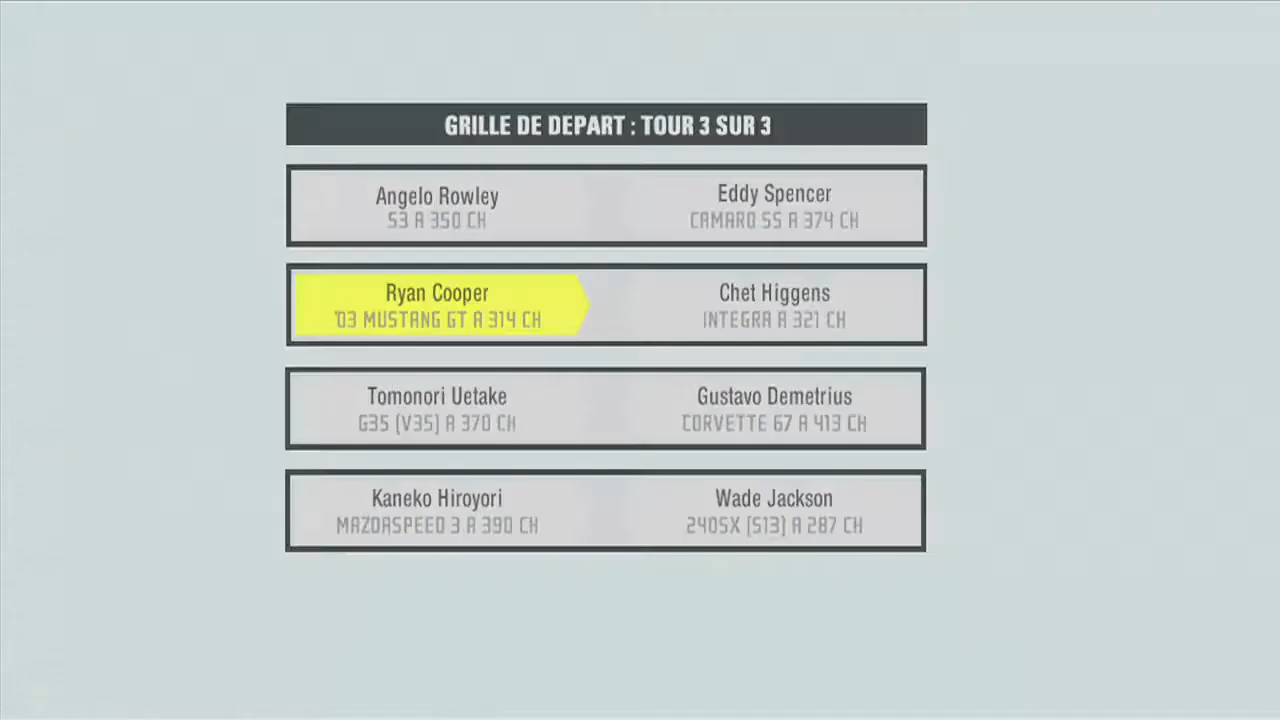 GRILLE DE DEPART : TOUR 3 SUR 3
Angelo Rowley
S3 A 350 CH
Eddy Spencer
CAMARO SS A 374 CH
Ryan Cooper
'03 MUSTANG GT A 314 CH
Chet Higgens
INTEGRA A 321 CH
Tomonori Uetake
G35 (V35) A 370 CH
Gustavo Demetrius
CORVETTE 67 A 413 CH
Kaneko Hiroyori
MAZDASPEED 3 A 390 CH
Wade Jackson
240SX (S13) A 287 CH